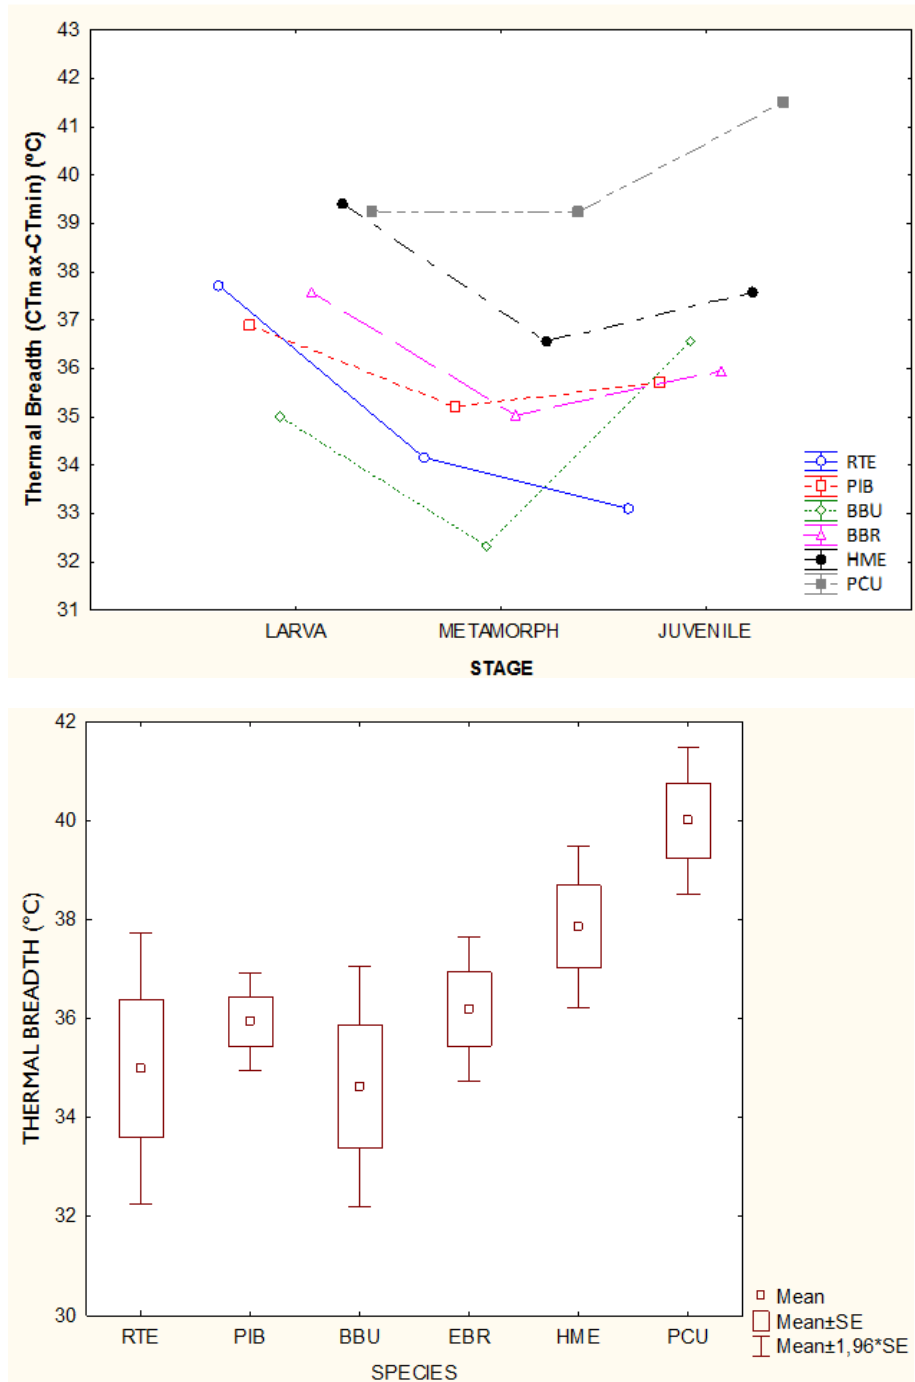 43
42
41
40
39
38
37
36
35
34
33
32
31
Thermal Breadth (CTmax-CTmin) (ºC)
RTE
PIB
BBU
BBR
HME
PCU
LARVA METAMORPH JUVENILE
STAGE
42
40
38
36
34
32
30
THERMAL BREADTH (°C)
RTE PIB BBU EBR HME PCU
SPECIES
Mean
Mean±SE
Mean±1,96*SE